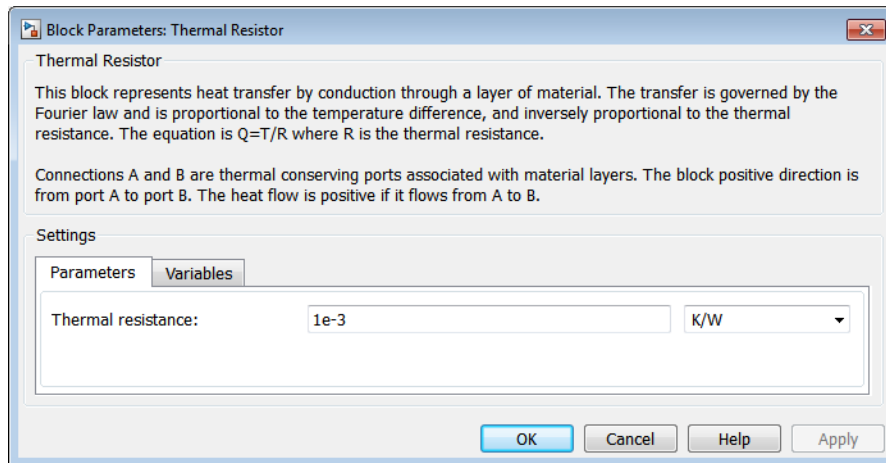 Block Parameters: Thermal Resistor
Thermal Resistor
This block represents heat transfer by conduction through a layer of material. The transfer is governed by the
Fourier law and is proportional to the temperature difference, and inversely proportional to the thermal
resistance. The equation is Q=T/R where R is the thermal resistance.
Connections A and B are thermal conserving ports associated with material layers. The block positive direction is
from port A to port B. The heat flow is positive if it flows from A to B.
Settings
Parameters Variables
Thermal resistance: 1e-3 K/W
OK Cancel Help Apply